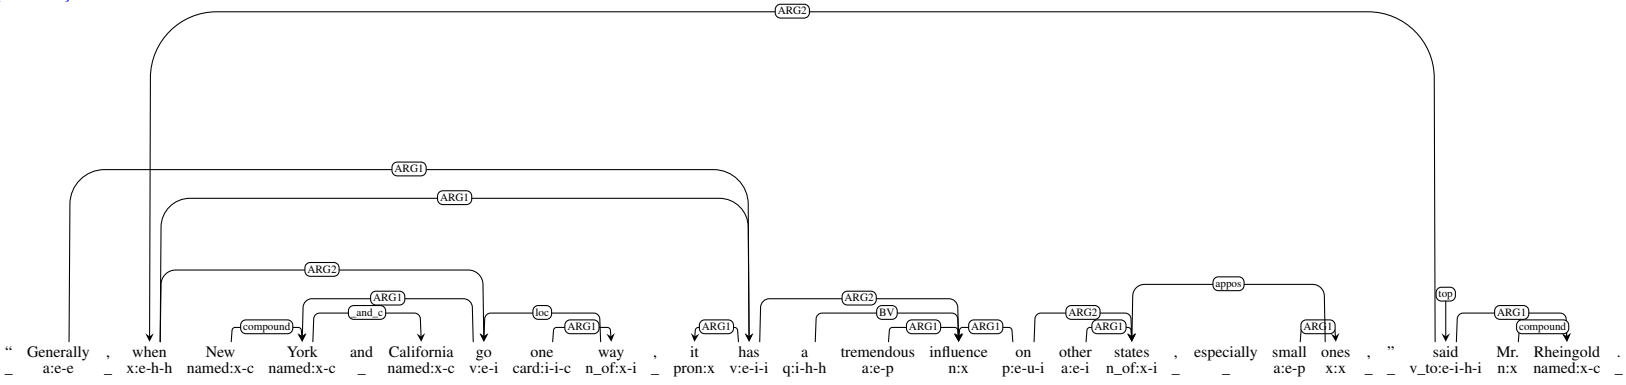 ARG2
ARG1
ARG1
ARG2
appos
ARG1 ARG2 top
_and_c loc BV ARG2 ARG1
compound ARG1 ARG1 ARG1 ARG1 ARG1 ARG1 compound
“ Generally , when New York and California go one way , it has a tremendous influence on other states , especially small ones , ” said Mr. Rheingold .
_ a:e-e _ x:e-h-h named:x-c named:x-c _ named:x-c v:e-i card:i-i-c n_of:x-i _ pron:x v:e-i-i q:i-h-h a:e-p n:x p:e-u-i a:e-i n_of:x-i _ _ a:e-p x:x _ _ v_to:e-i-h-i n:x named:x-c _